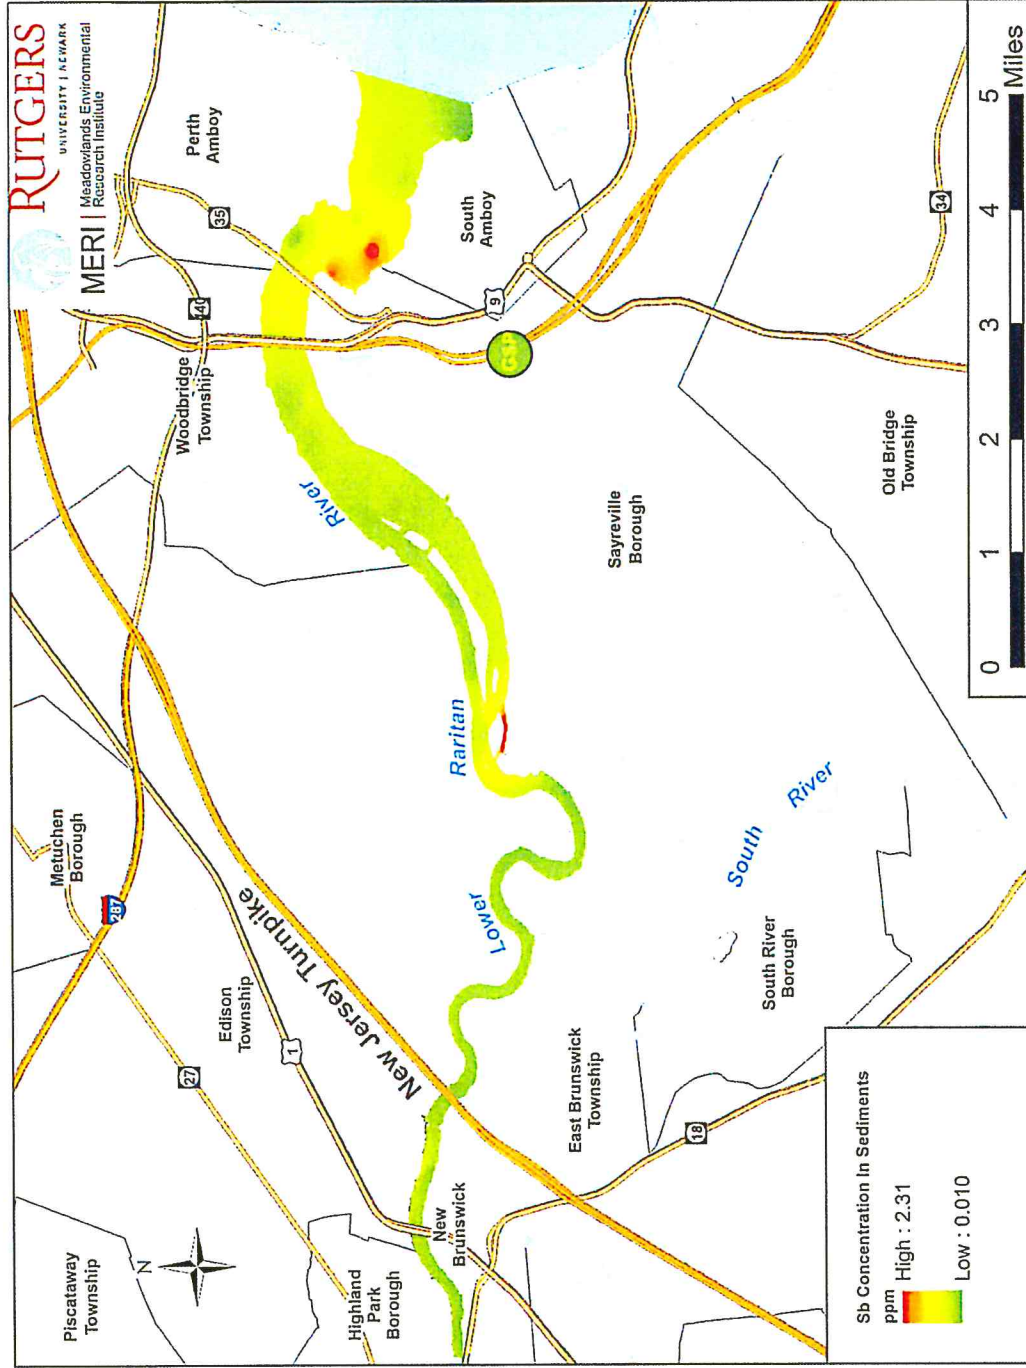 RUTGERS
UNIVERSITY | NEWARK
MERI | Meadowlands Environmental
Research Institute
Piscataway
Township
N
Highland
Park
Borough
New
Brunswick
27
1
Edison
Township
287
Metuchen
Borough
New Jersey Turnpike
Woodbridge
Township
35
Perth
Amboy
South
Amboy
9
GSP
34
Lower
Raritan
River
South
River
Sayreville
Borough
Old Bridge
Township
East Brunswick
Township
South River
Borough
18
Sb Concentration In Sediments
ppm
High : 2.31
Low : 0.010
0 1 2 3 4 5
Miles